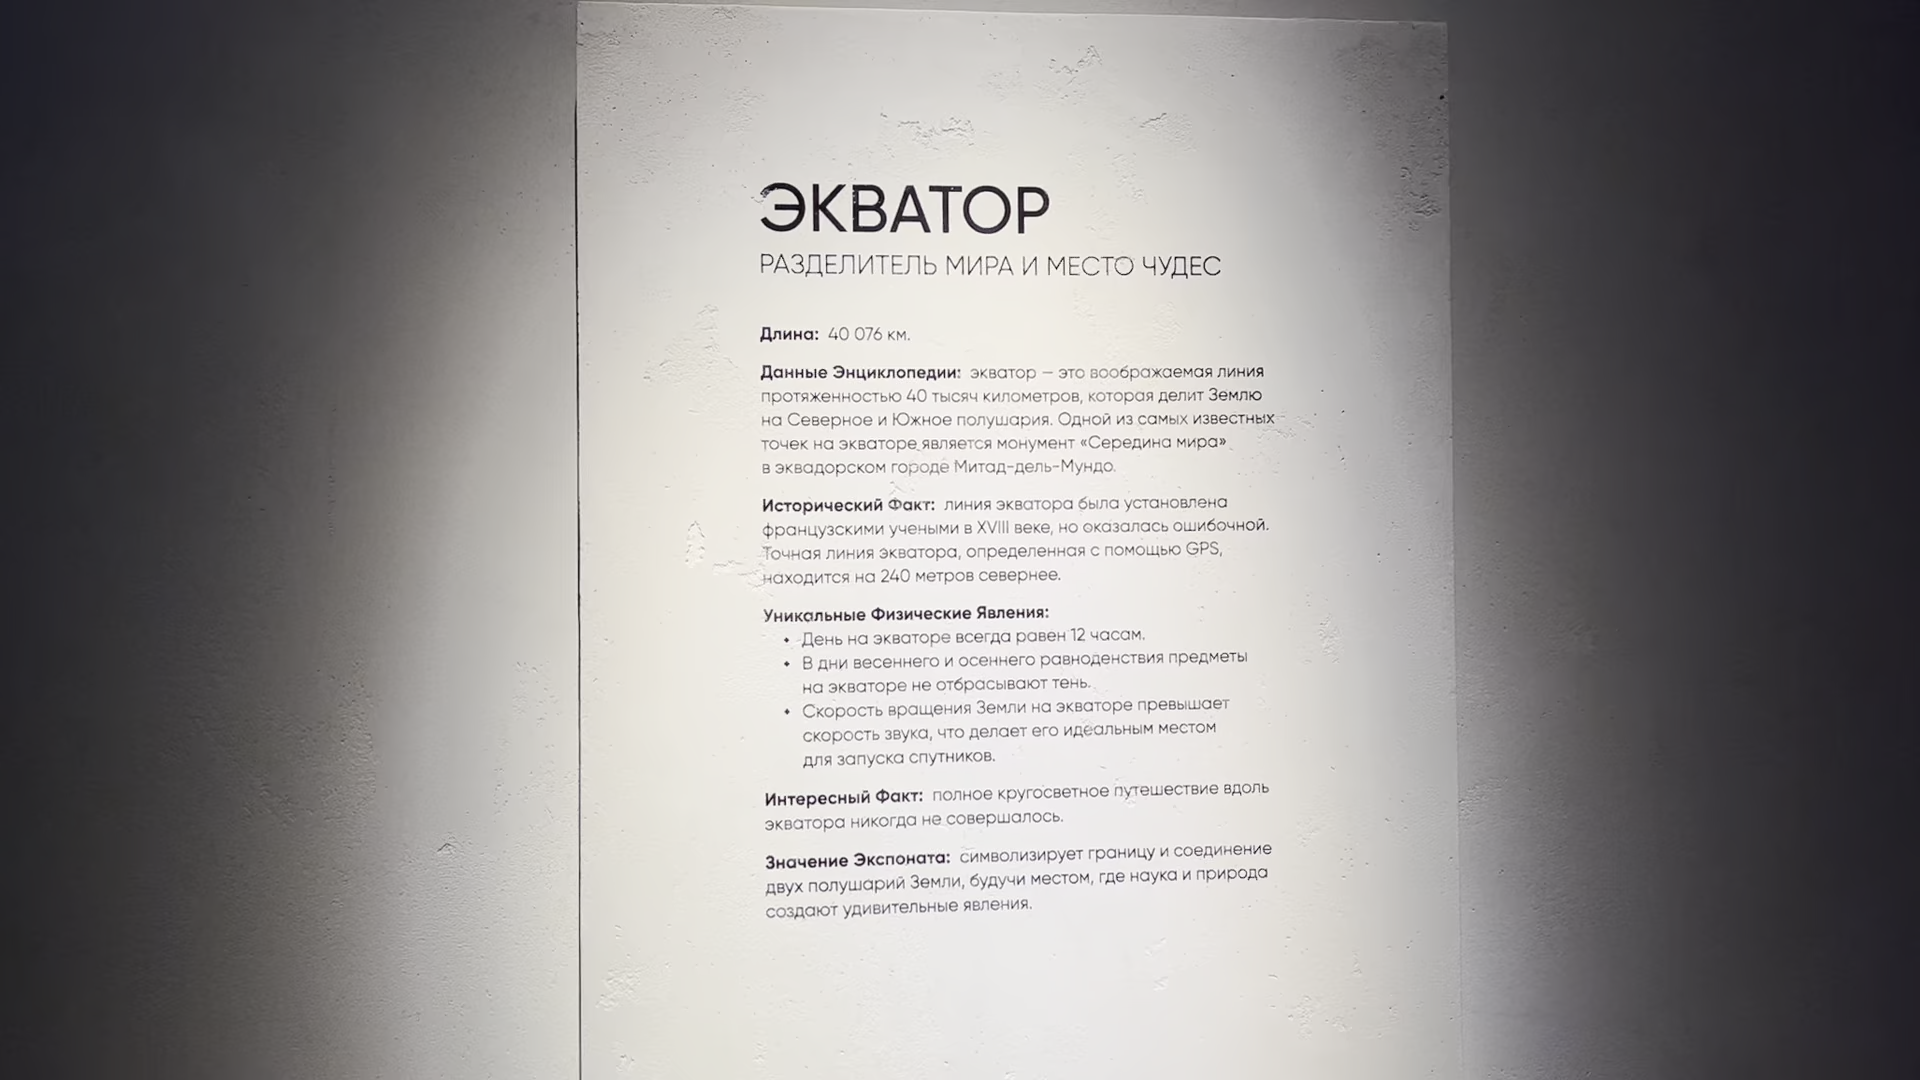 ЭКВАТОР
РАЗДЕЛИТЕЛЬ МИРА И МЕСТО ЧУДЕС
Длина: 40 076 км.
Данные Энциклопедии: экватор — это воображаемая линия
протяженностью 40 тысяч километров, которая делит Землю
на Северное и Южное полушария. Одной из самых известных
точек на экваторе является монумент «Середина мира»
в эквадорском городе Митад-дель-Мундо.
Исторический Факт: линия экватора была установлена
французскими учеными в XVIII веке, но оказалась ошибочной.
Точная линия экватора, определенная с помощью GPS,
находится на 240 метров севернее.
Уникальные Физические Явления:
• День на экваторе всегда равен 12 часам.
• В дни весеннего и осеннего равноденствия предметы
на экваторе не отбрасывают тень.
• Скорость вращения Земли на экваторе превышает
скорость звука, что делает его идеальным местом
для запуска спутников.
Интересный Факт: полное кругосветное путешествие вдоль
экватора никогда не совершалось.
Значение Экспоната: символизирует границу и соединение
двух полушарий Земли, будучи местом, где наука и природа
создают удивительные явления.